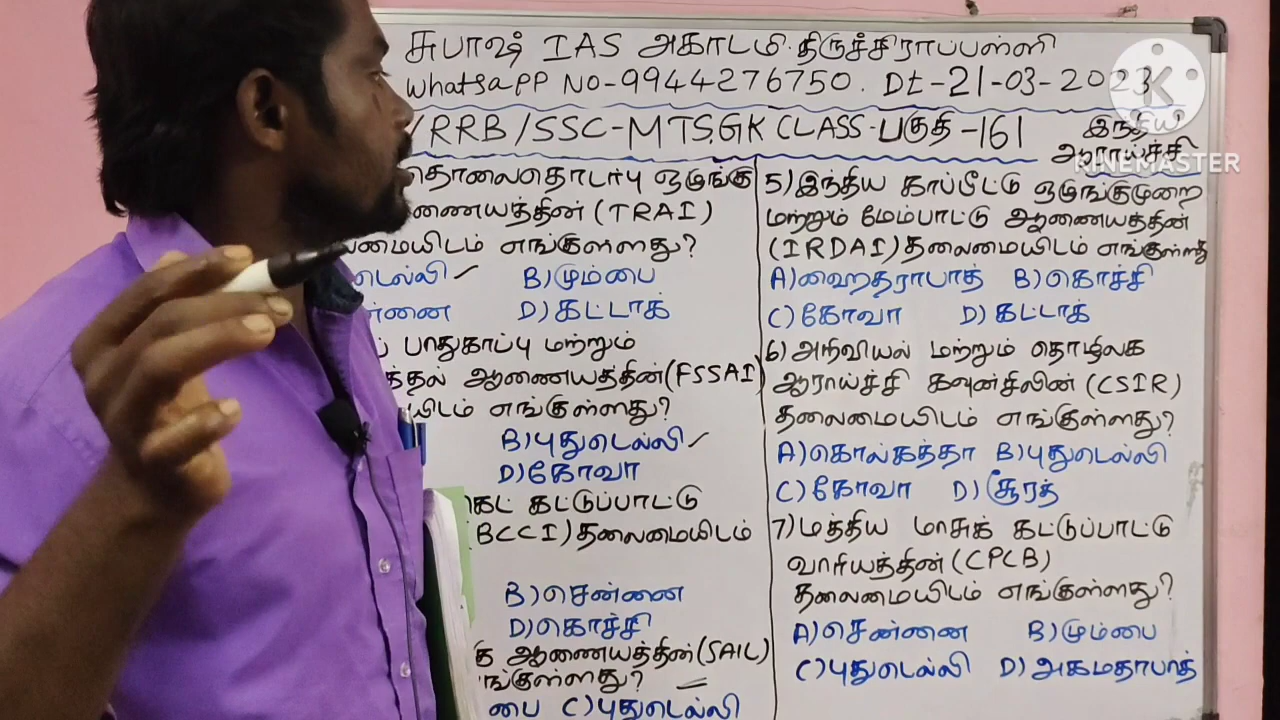 சுபாஷ் IAS அகாடமி.திருச்சிராப்பள்ளி
WhatsaPP No-9944276750. Dt-21-03-2023
/RRB/SSC-MTS.GK CLASS-பகுதி-161
இந்திய
ஆராய்ச்சி
KINEMASTER
தொலைதொடர்பு ஒழுங்கு
ணையத்தின் (TRAI)
லமையிடம் எங்குள்ளது?
டெல்லி ✓ B)மும்பை
ன்னை D)கட்டாக்
பாதுகாப்பு மற்றும்
த்தல் ஆணையத்தின்(FSSAI)
யிடம் எங்குள்ளது?
B)புதுடெல்லி ✓
D)கோவா
கெட் கட்டுப்பாட்டு
BCCI)தலைமையிடம்
B)சென்னை
D)கொச்சி
க ஆணையத்தின்(SAIL)
ங்குள்ளது?
பை C)புதுடெல்லி
5)இந்திய காப்பீட்டு ஒழுங்குமுறை
மற்றும் மேம்பாட்டு ஆணையத்தின்
(IRDAI)தலைமையிடம் எங்குள்ளது
A)ஹைதராபாத் B)கொச்சி
C)கோவா D)கட்டாக்
6)அறிவியல் மற்றும் தொழிலக
ஆராய்ச்சி கவுன்சிலின் (CSIR)
தலைமையிடம் எங்குள்ளது?
A)கொல்கத்தா B)புதுடெல்லி
C)கோவா D)சூரத்
7)மத்திய மாசுக் கட்டுப்பாட்டு
வாரியத்தின் (CPCB)
தலைமையிடம் எங்குள்ளது?
A)சென்னை B)மும்பை
C)புதுடெல்லி D)அகமதாபாத்